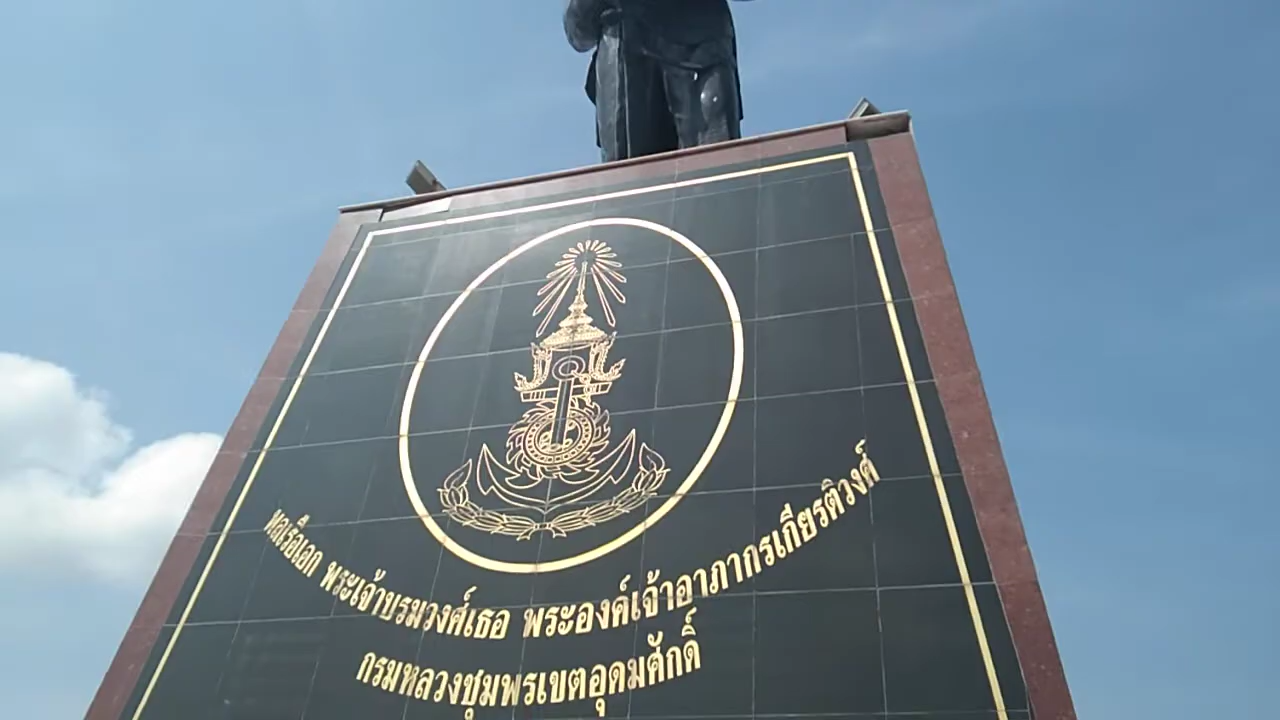 พลเรือเอก พระเจ้าบรมวงศ์เธอ พระองค์เจ้าอาภากรเกียรติวงศ์
กรมหลวงชุมพรเขตอุดมศักดิ์